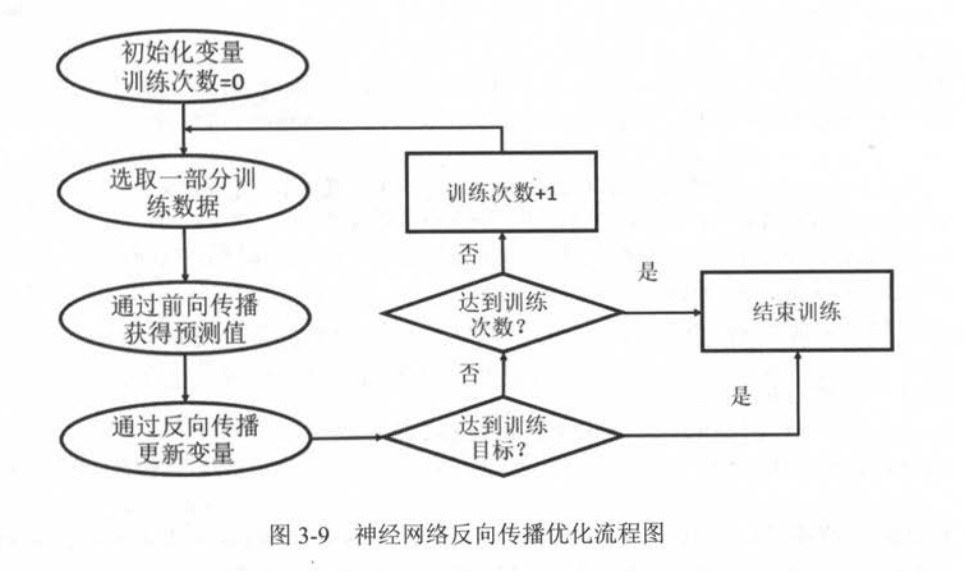 初始化变量
训练次数=0
选取一部分训
练数据
通过前向传播
获得预测值
通过反向传播
更新变量
达到训练
目标?
否
是
达到训练
次数?
否
是
训练次数+1
结束训练
图 3-9 神经网络反向传播优化流程图